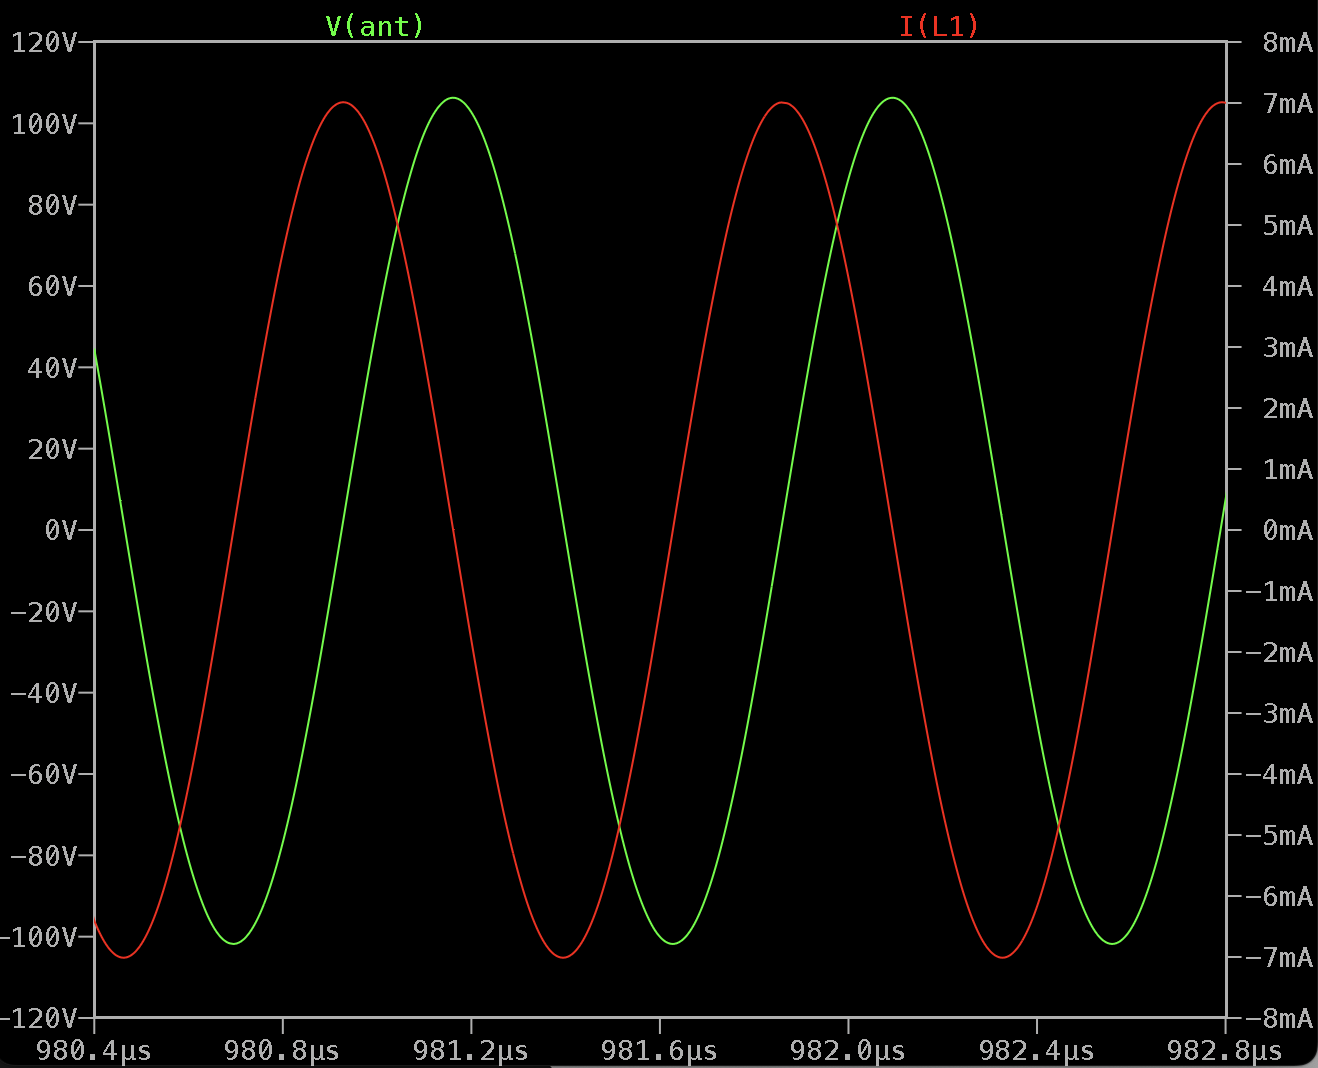 V(ant) I(L1)
120V 8mA
100V 7mA
6mA
80V
5mA
60V 4mA
40V 3mA
2mA
20V 1mA
0V 0mA
−20V −1mA
−2mA
−40V
−3mA
−60V −4mA
−80V −5mA
−6mA
−100V −7mA
−120V −8mA
980.4µs 980.8µs 981.2µs 981.6µs 982.0µs 982.4µs 982.8µs